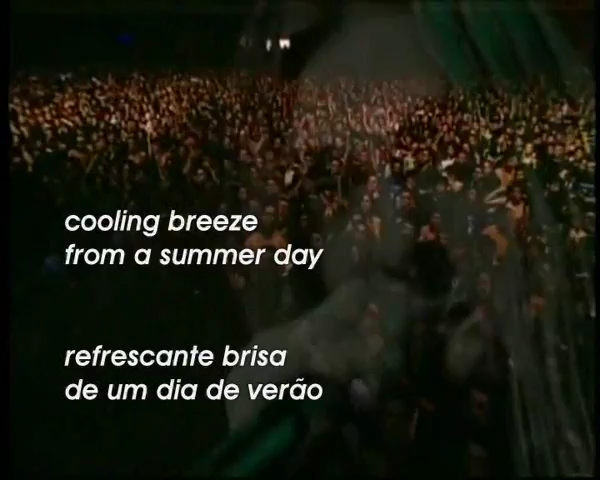 cooling breeze
from a summer day
refrescante brisa
de um dia de verão